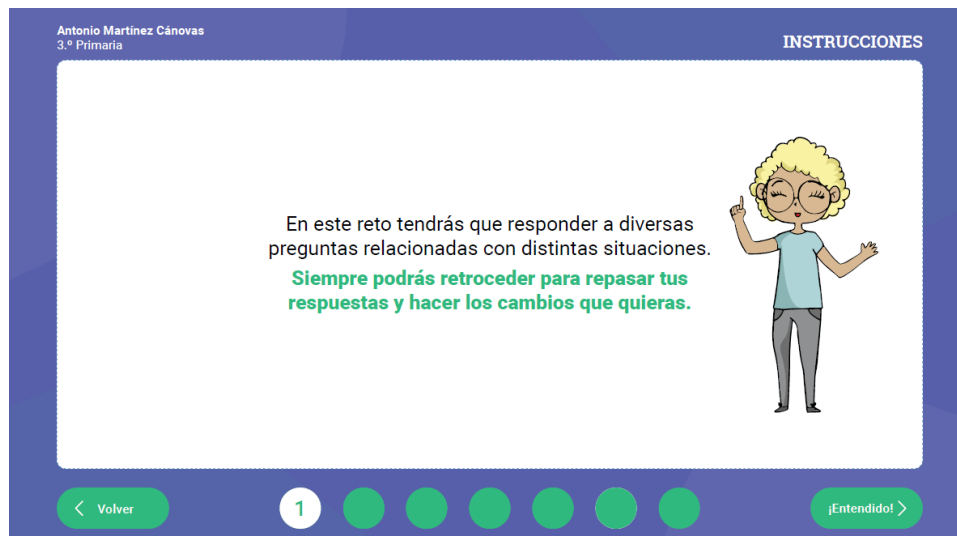 Antonio Martínez Cánovas
3.º Primaria
INSTRUCCIONES
En este reto tendrás que responder a diversas
preguntas relacionadas con distintas situaciones.
Siempre podrás retroceder para repasar tus
respuestas y hacer los cambios que quieras.
Volver
1
¡Entendido!